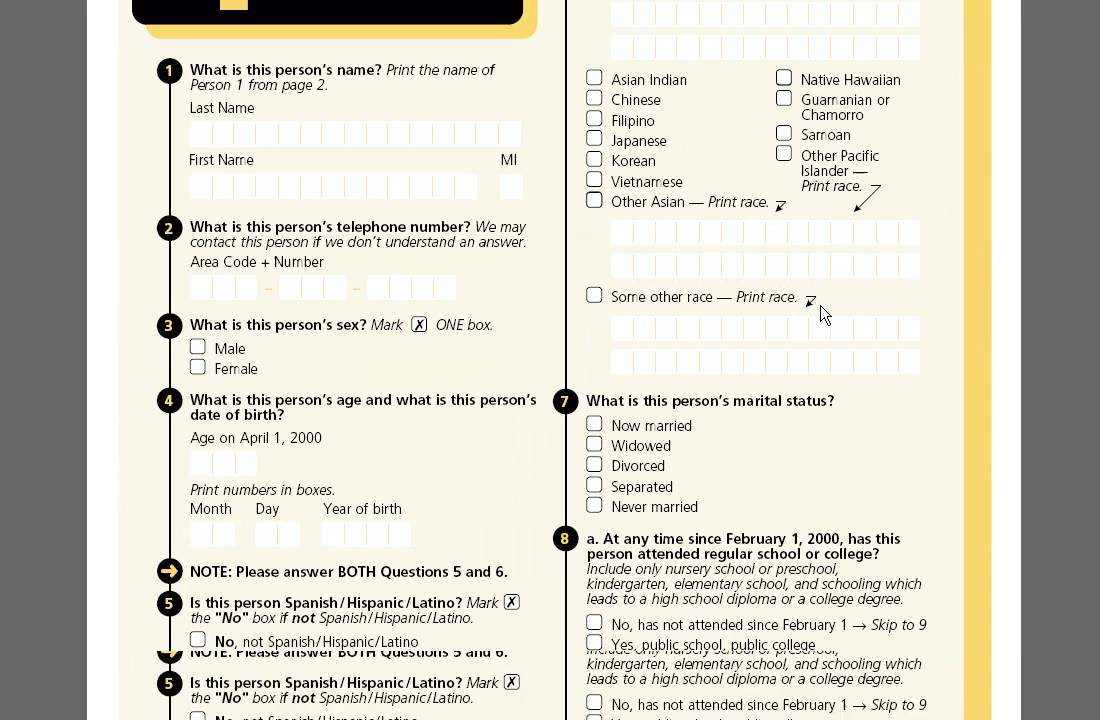 1 What is this person's name? Print the name of
Person 1 from page 2.
Last Name
First Name MI
2 What is this person's telephone number? We may
contact this person if we don't understand an answer.
Area Code + Number
– –
3 What is this person's sex? Mark ☒ ONE box.
Male
Female
4 What is this person's age and what is this person's
date of birth?
Age on April 1, 2000
Print numbers in boxes.
Month Day Year of birth
➔ NOTE: Please answer BOTH Questions 5 and 6.
5 Is this person Spanish/Hispanic/Latino? Mark ☒
the "No" box if not Spanish/Hispanic/Latino.
No, not Spanish/Hispanic/Latino
NOTE: Please answer BOTH Questions 5 and 6.
5 Is this person Spanish/Hispanic/Latino? Mark ☒
the "No" box if not Spanish/Hispanic/Latino.
No, not Spanish/Hispanic/Latino
Asian Indian
Chinese
Filipino
Japanese
Korean
Vietnamese
Other Asian — Print race.
Native Hawaiian
Guamanian or
Chamorro
Samoan
Other Pacific
Islander —
Print race.
Some other race — Print race.
7 What is this person's marital status?
Now married
Widowed
Divorced
Separated
Never married
8 a. At any time since February 1, 2000, has this
person attended regular school or college?
Include only nursery school or preschool,
kindergarten, elementary school, and schooling which
leads to a high school diploma or a college degree.
No, has not attended since February 1 → Skip to 9
Yes, public school, public college
Include only nursery school or preschool,
kindergarten, elementary school, and schooling which
leads to a high school diploma or a college degree.
No, has not attended since February 1 → Skip to 9